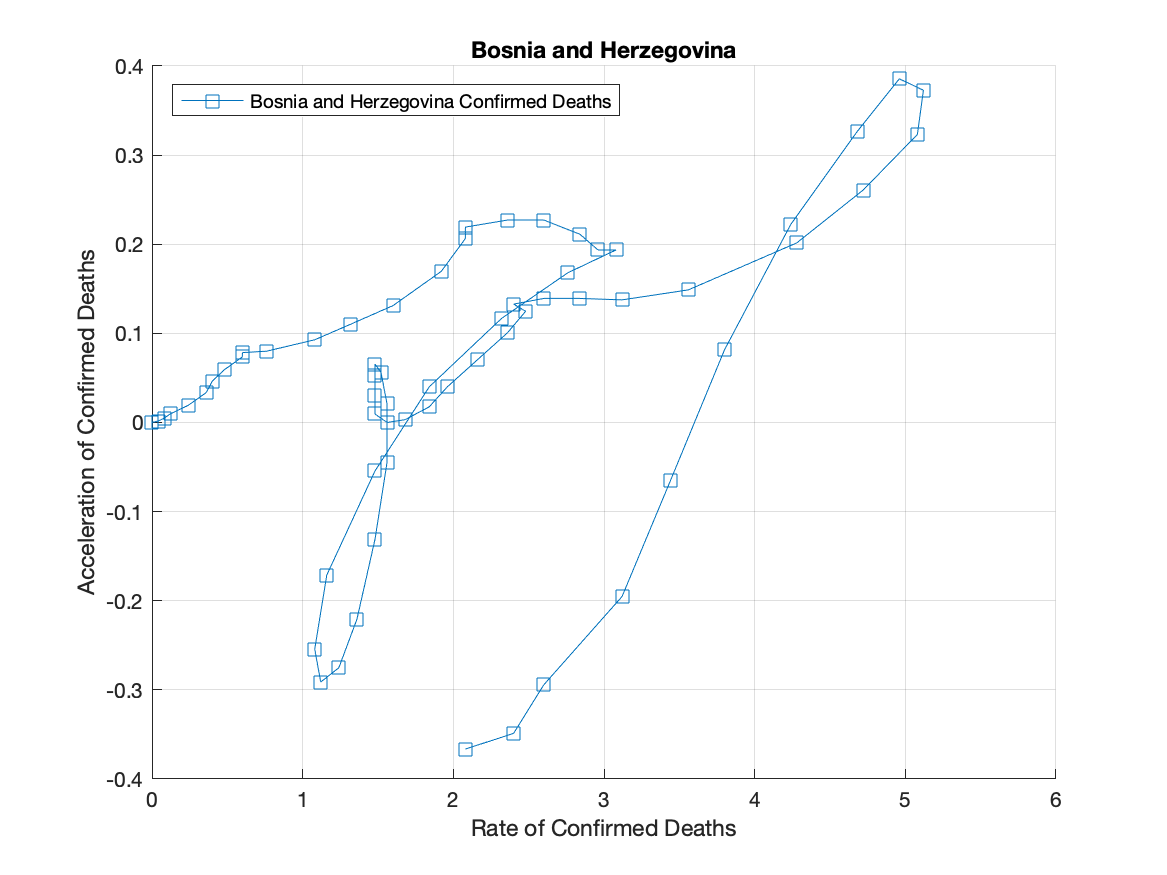 Bosnia and Herzegovina
Bosnia and Herzegovina Confirmed Deaths
Acceleration of Confirmed Deaths
0.4
0.3
0.2
0.1
0
-0.1
-0.2
-0.3
-0.4
0 1 2 3 4 5 6
Rate of Confirmed Deaths